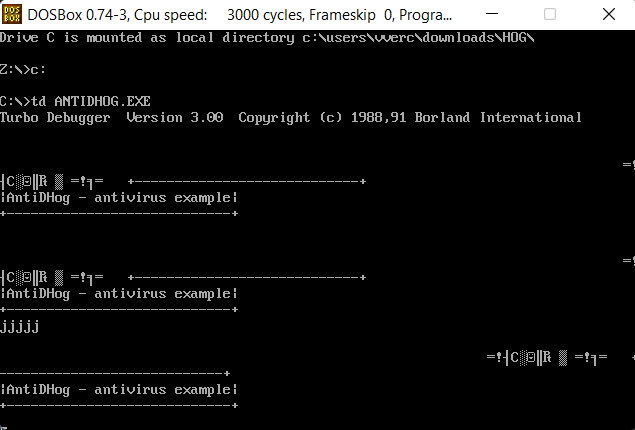 DOS BOX DOSBox 0.74-3, Cpu speed: 3000 cycles, Frameskip 0, Progra...
Drive C is mounted as local directory c:\users\vverc\downloads\HOG\
Z:\>c:
C:\>td ANTIDHOG.EXE
Turbo Debugger Version 3.00 Copyright (c) 1988,91 Borland International
=!
┤C░☺║R ▒ =!╕= +----------------------------+
¦AntiDHog - antivirus example¦
+----------------------------+
=!
┤C░☺║R ▒ =!╕= +----------------------------+
¦AntiDHog - antivirus example¦
+----------------------------+
jjjjj
=!┤C░☺║R ▒ =!╕= +
----------------------------+
¦AntiDHog - antivirus example¦
+----------------------------+